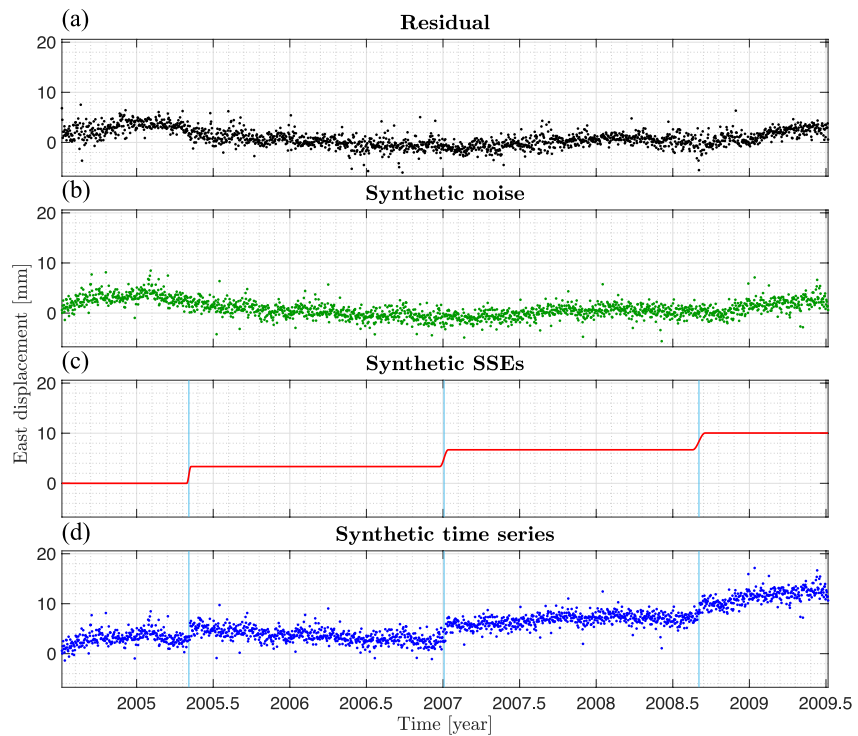 (a)
Residual
20
10
0
(b)
Synthetic noise
20
10
0
(c)
Synthetic SSEs
20
10
0
(d)
Synthetic time series
20
10
0
East displacement [mm]
2005 2005.5 2006 2006.5 2007 2007.5 2008 2008.5 2009 2009.5
Time [year]